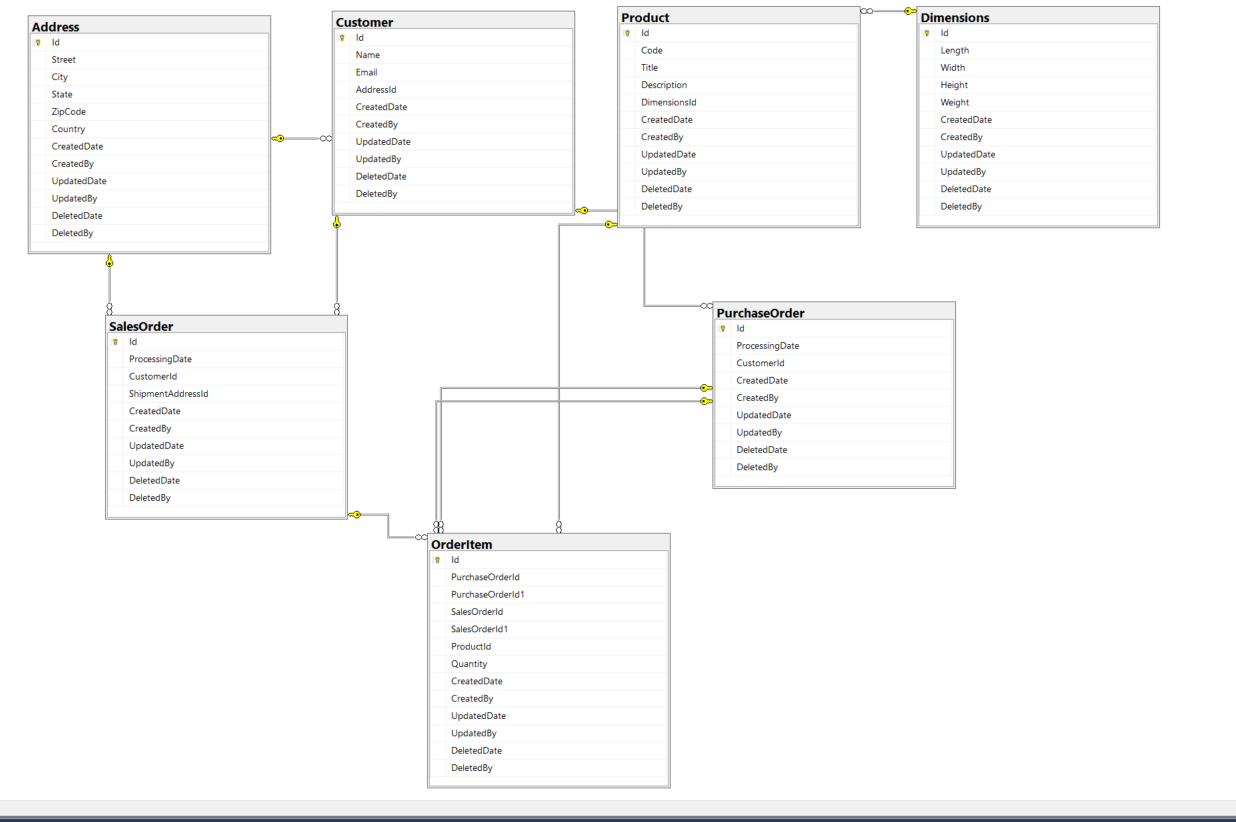 Address
Id
Street
City
State
ZipCode
Country
CreatedDate
CreatedBy
UpdatedDate
UpdatedBy
DeletedDate
DeletedBy
Customer
Id
Name
Email
AddressId
CreatedDate
CreatedBy
UpdatedDate
UpdatedBy
DeletedDate
DeletedBy
Product
Id
Code
Title
Description
DimensionsId
CreatedDate
CreatedBy
UpdatedDate
UpdatedBy
DeletedDate
DeletedBy
Dimensions
Id
Length
Width
Height
Weight
CreatedDate
CreatedBy
UpdatedDate
UpdatedBy
DeletedDate
DeletedBy
SalesOrder
Id
ProcessingDate
CustomerId
ShipmentAddressId
CreatedDate
CreatedBy
UpdatedDate
UpdatedBy
DeletedDate
DeletedBy
PurchaseOrder
Id
ProcessingDate
CustomerId
CreatedDate
CreatedBy
UpdatedDate
UpdatedBy
DeletedDate
DeletedBy
OrderItem
Id
PurchaseOrderId
PurchaseOrderId1
SalesOrderId
SalesOrderId1
ProductId
Quantity
CreatedDate
CreatedBy
UpdatedDate
UpdatedBy
DeletedDate
DeletedBy